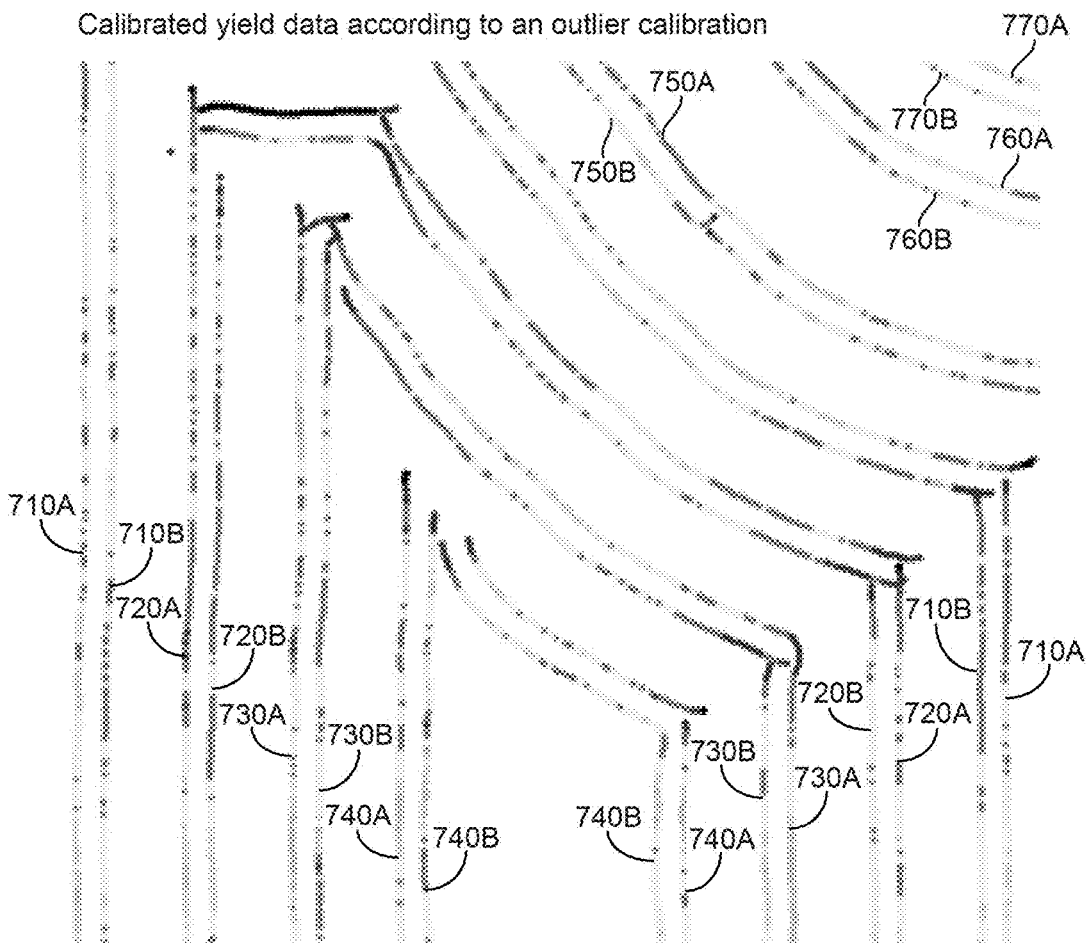 Calibrated yield data according to an outlier calibration
770A
750A
770B
750B
760A
760B
710A
710B
720A
710B
720B
710A
720B
730A
720A
730B
730B
730A
740A
740B
740B
740A